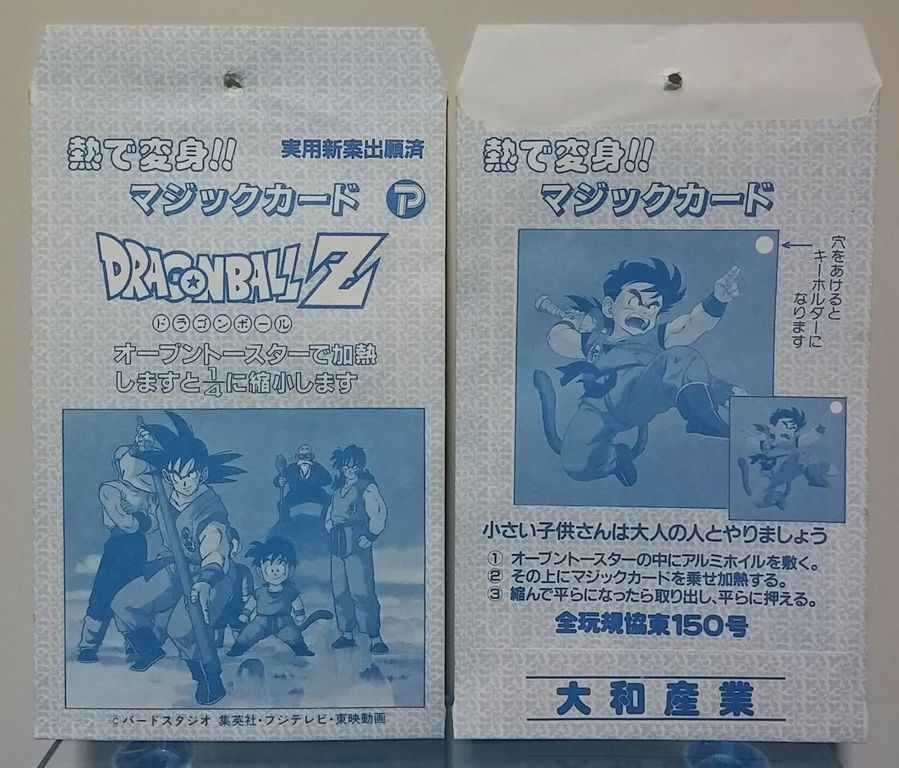 熱で変身!!
実用新案出願済
マジックカード
P
DRAGONBALL Z
ドラゴンボール
オーブントースターで加熱
しますと1/4に縮小します
©バードスタジオ 集英社・フジテレビ・東映動画
熱で変身!!
マジックカード
穴をあけると
キーホルダーに
なります
小さい子供さんは大人の人とやりましょう
① オーブントースターの中にアルミホイルを敷く。
② その上にマジックカードを乗せ加熱する。
③ 縮んで平らになったら取り出し、平らに押える。
全玩規協東150号
大和産業